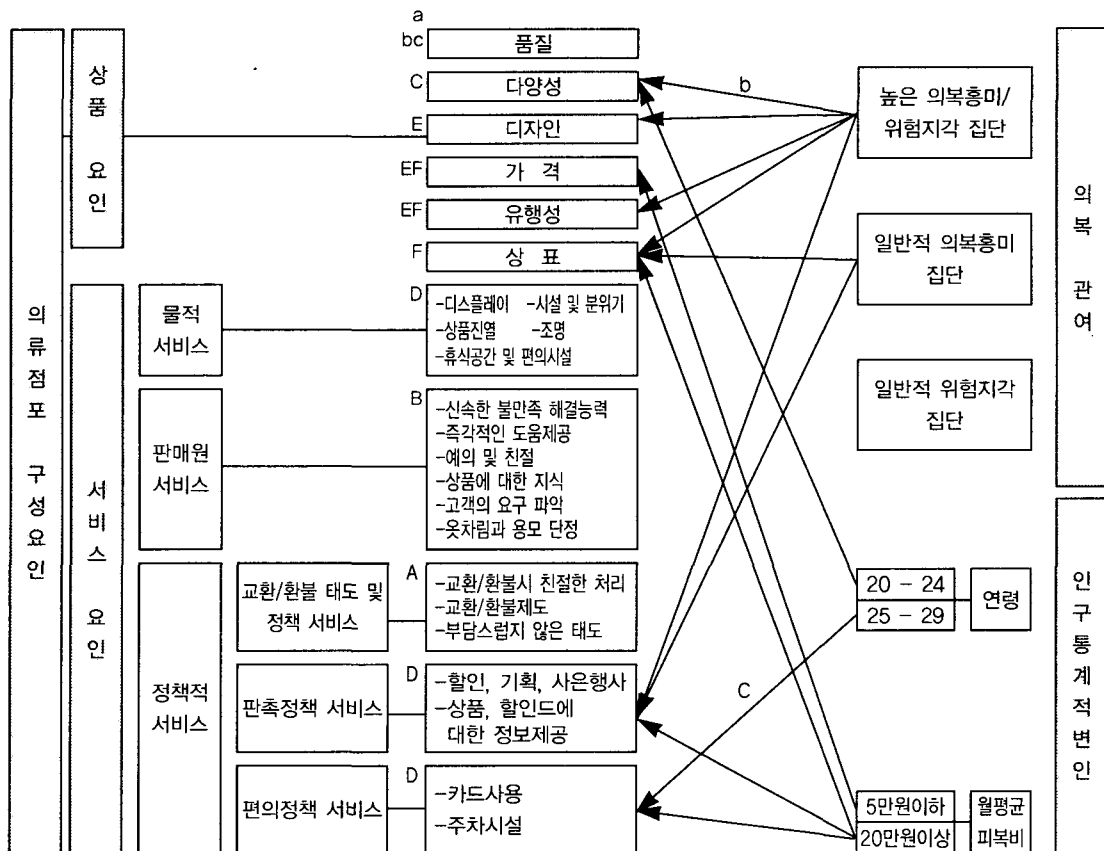 a
bc 품질
C 다양성
E 디자인
EF 가 격
EF 유행성
F 상 표
의류점포 구성요인
상품 요인
서비스 요인
물적
서비스
D
-디스플레이 -시설 및 분위기
-상품진열 -조명
-휴식공간 및 편의시설
판매원
서비스
B
-신속한 불만족 해결능력
-즉각적인 도움제공
-예의 및 친절
-상품에 대한 지식
-고객의 요구 파악
-옷차림과 용모 단정
정책적
서비스
교환/환불 태도 및
정책 서비스
A
-교환/환불시 친절한 처리
-교환/환불제도
-부담스럽지 않은 태도
판촉정책 서비스
D
-할인, 기획, 사은행사
-상품, 할인드에
대한 정보제공
편의정책 서비스
D
-카드사용
-주차시설
b
C
높은 의복흥미/
위험지각 집단
일반적 의복흥미
집단
일반적 위험지각
집단
의복 관여
20 - 24
25 - 29
연령
5만원이하
20만원이상
월평균
피복비
인구통계적변인